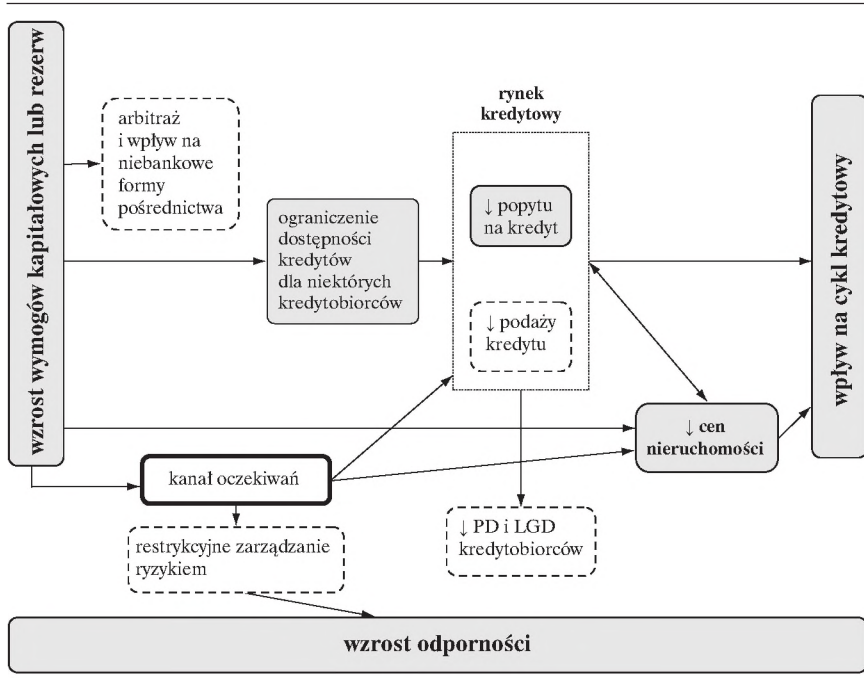 wzrost wymogów kapitałowych lub rezerw
arbitraż
i wpływ na
niebankowe
formy
pośrednictwa
ograniczenie
dostępności
kredytów
dla niektórych
kredytobiorców
rynek
kredytowy
↓ popytu
na kredyt
↓ podaży
kredytu
wpływ na cykl kredytowy
↓ cen
nieruchomości
kanał oczekiwań
restrykcyjne zarządzanie
ryzykiem
↓ PD i LGD
kredytobiorców
wzrost odporności